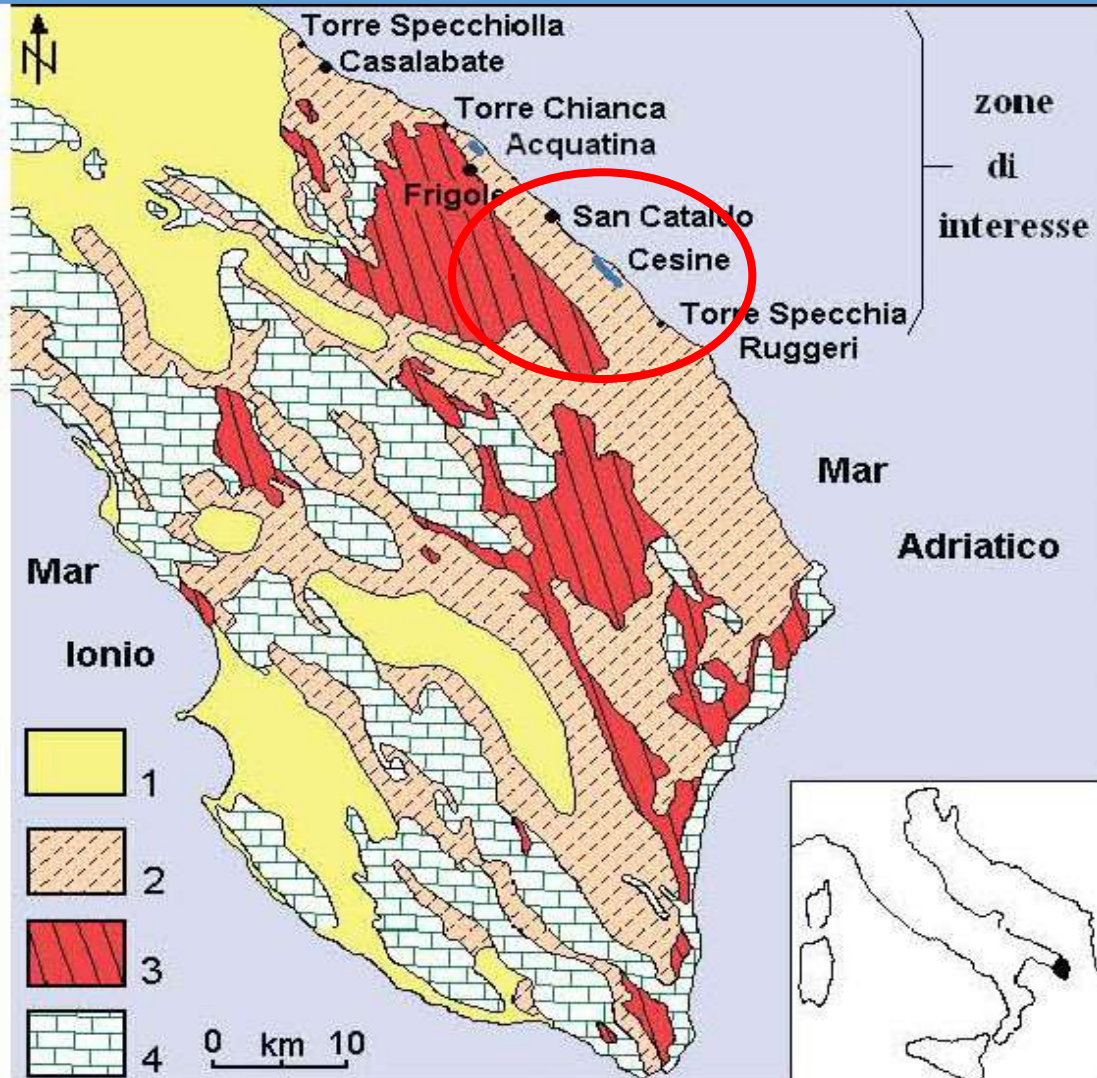 N
Torre Specchiolla
Casalabate
Torre Chianca
Acquatina
Frigole
San Cataldo
Cesine
Torre Specchia
Ruggeri
zone
di
interesse
Mar
Adriatico
Mar
Ionio
1
2
3
4
0 km 10